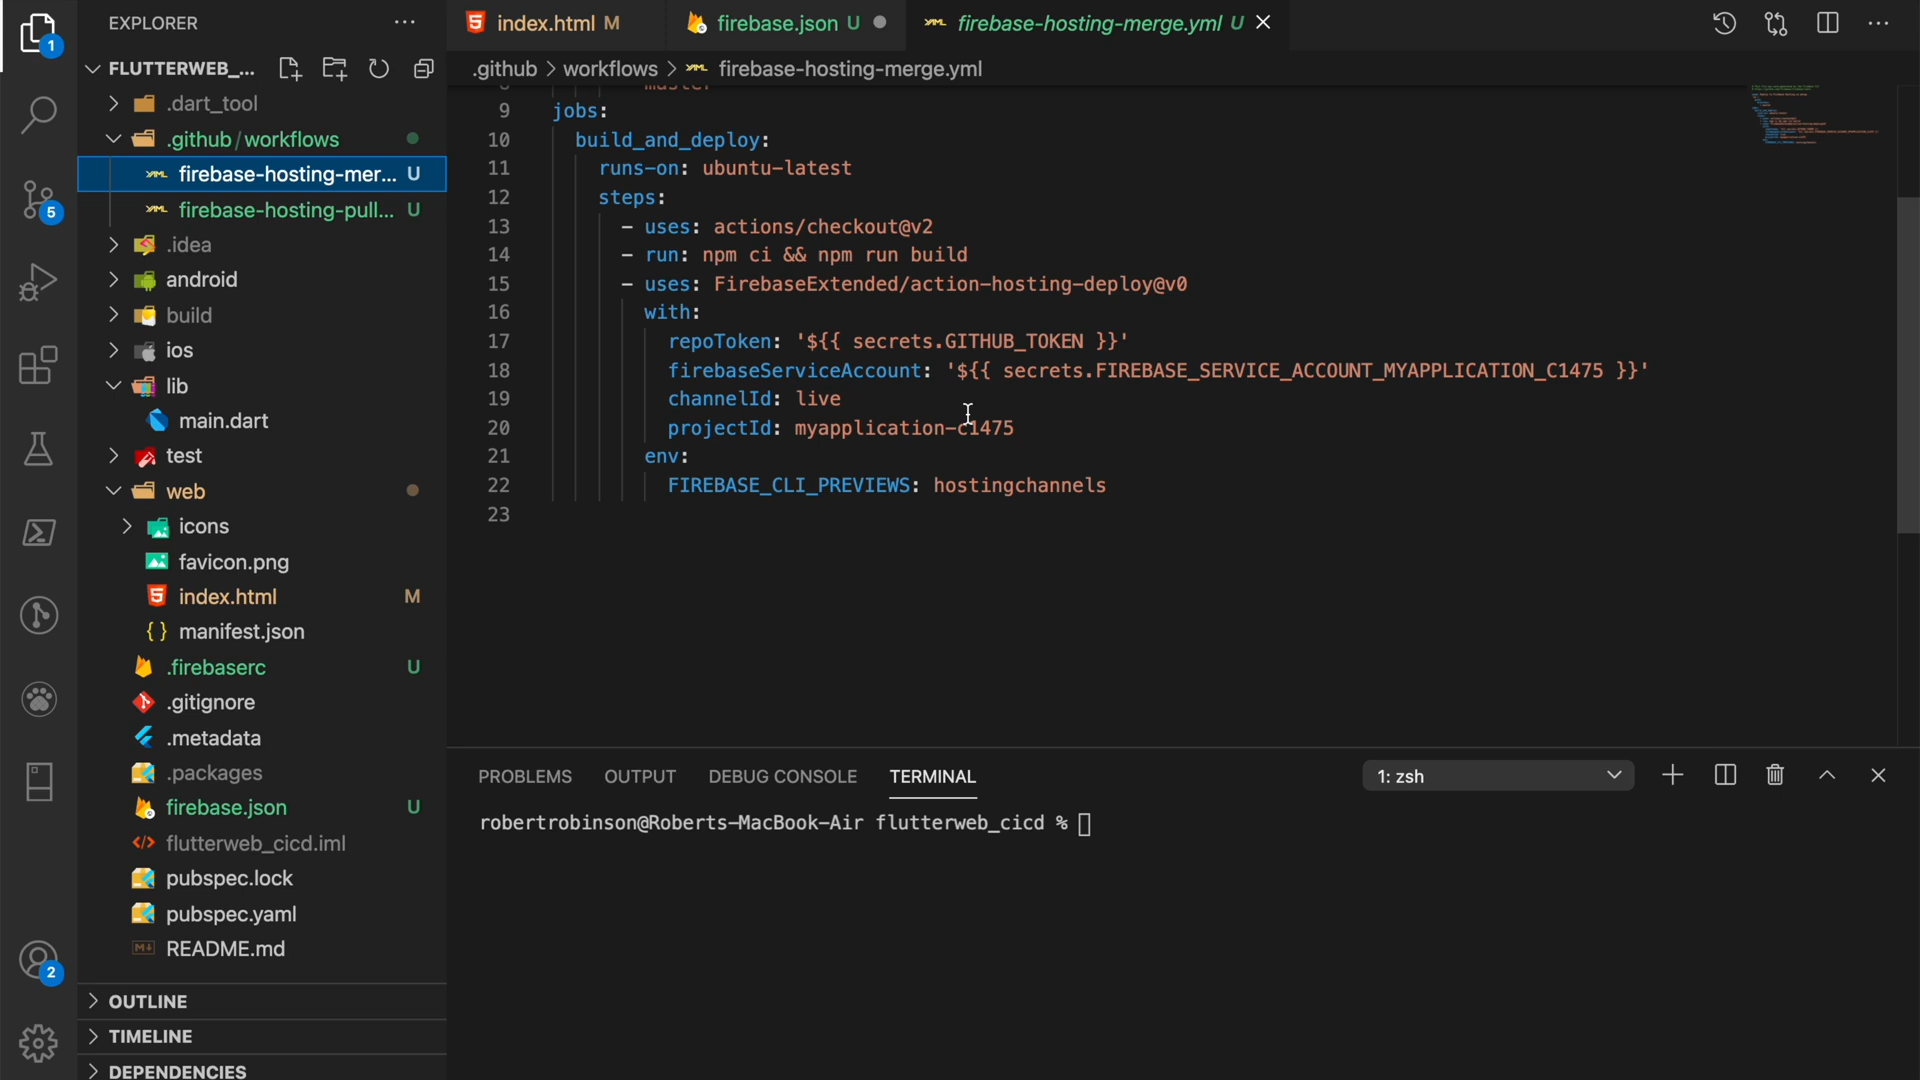 EXPLORER
FLUTTERWEB_...
.dart_tool
.github/workflows
firebase-hosting-mer... U
firebase-hosting-pull... U
.idea
android
build
ios
lib
main.dart
test
web
icons
favicon.png
index.html M
manifest.json
.firebaserc U
.gitignore
.metadata
.packages
firebase.json U
flutterweb_cicd.iml
pubspec.lock
pubspec.yaml
README.md
OUTLINE
TIMELINE
DEPENDENCIES
1
5
2
index.html M
firebase.json U
firebase-hosting-merge.yml U
.github > workflows > firebase-hosting-merge.yml
8 master
9 jobs:
10 build_and_deploy:
11 runs-on: ubuntu-latest
12 steps:
13 - uses: actions/checkout@v2
14 - run: npm ci && npm run build
15 - uses: FirebaseExtended/action-hosting-deploy@v0
16 with:
17 repoToken: '${{ secrets.GITHUB_TOKEN }}'
18 firebaseServiceAccount: '${{ secrets.FIREBASE_SERVICE_ACCOUNT_MYAPPLICATION_C1475 }}'
19 channelId: live
20 projectId: myapplication-c1475
21 env:
22 FIREBASE_CLI_PREVIEWS: hostingchannels
23
PROBLEMS OUTPUT DEBUG CONSOLE TERMINAL
1: zsh
robertrobinson@Roberts-MacBook-Air flutterweb_cicd %